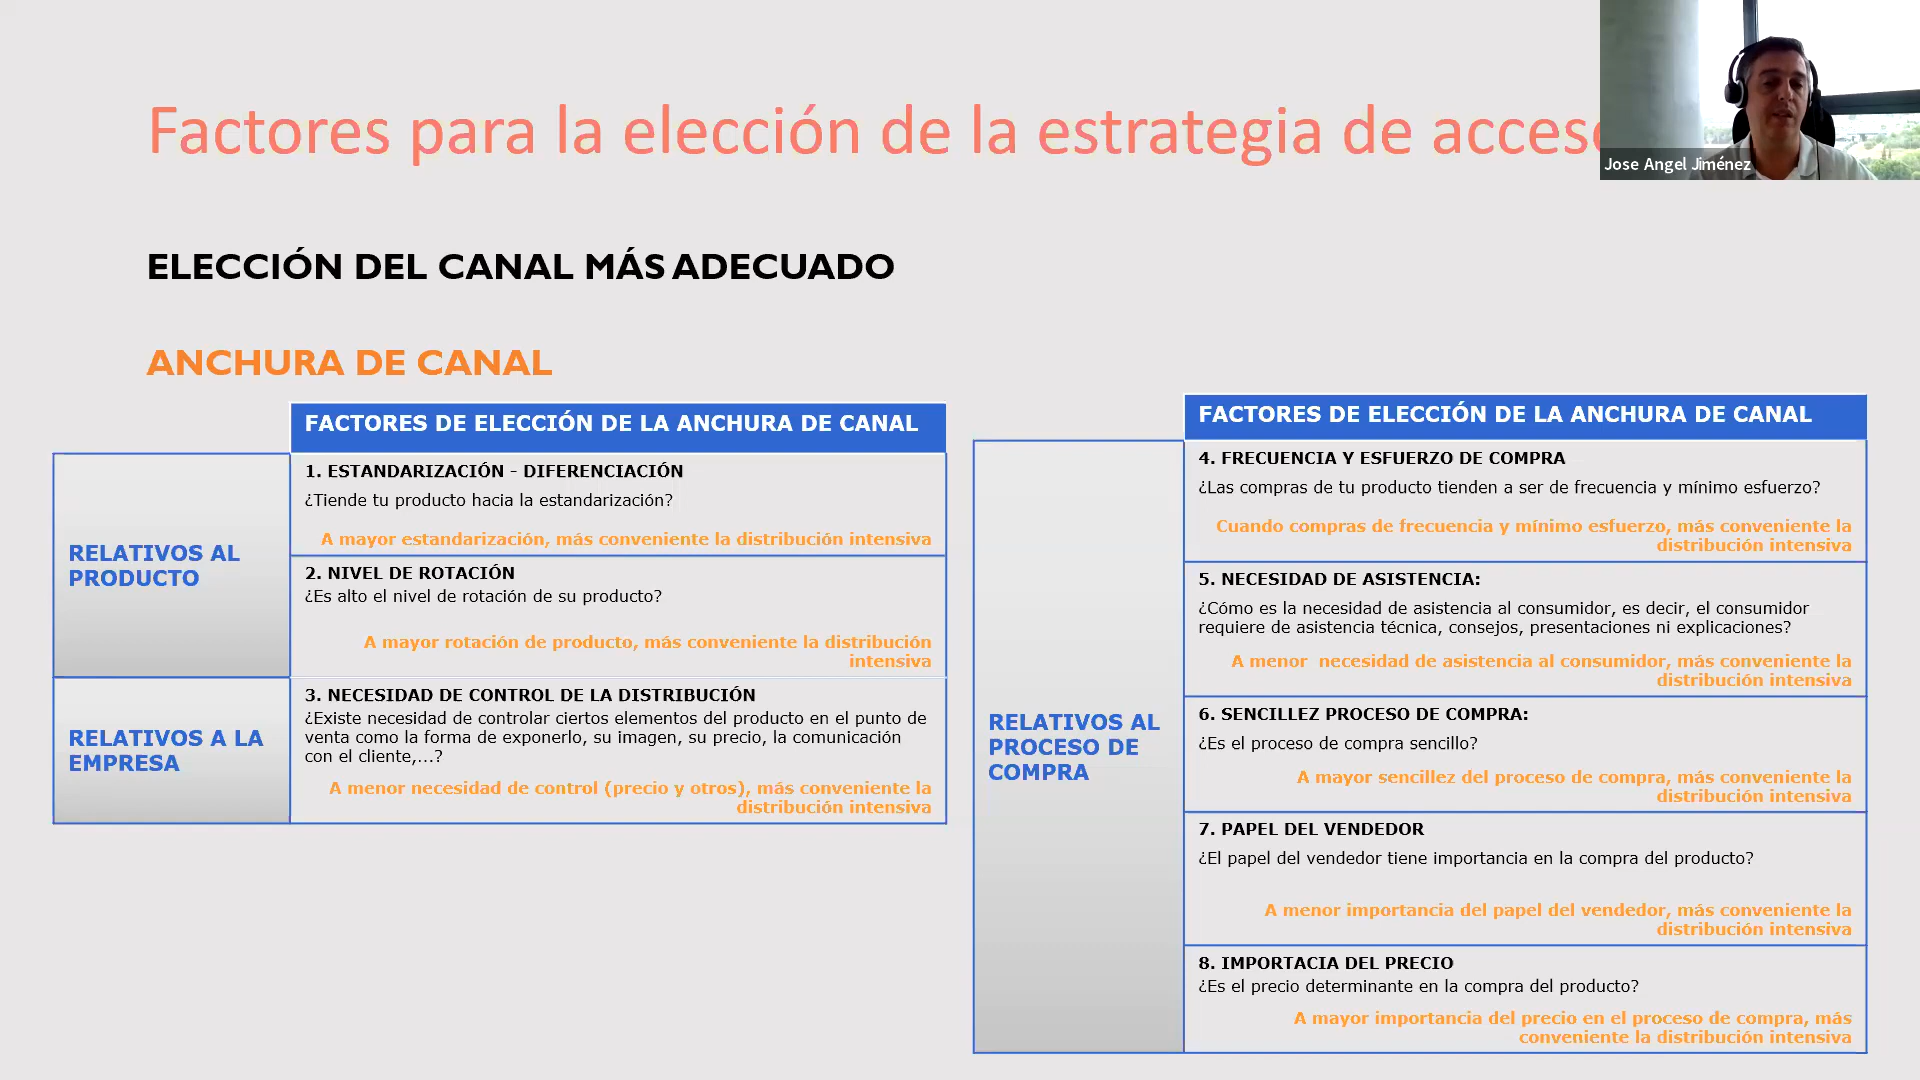 Factores para la elección de la estrategia de acces
Jose Angel Jiménez
ELECCIÓN DEL CANAL MÁS ADECUADO
ANCHURA DE CANAL
FACTORES DE ELECCIÓN DE LA ANCHURA DE CANAL
RELATIVOS AL
PRODUCTO
1. ESTANDARIZACIÓN - DIFERENCIACIÓN
¿Tiende tu producto hacia la estandarización?
A mayor estandarización, más conveniente la distribución intensiva
2. NIVEL DE ROTACIÓN
¿Es alto el nivel de rotación de su producto?
A mayor rotación de producto, más conveniente la distribución
intensiva
RELATIVOS A LA
EMPRESA
3. NECESIDAD DE CONTROL DE LA DISTRIBUCIÓN
¿Existe necesidad de controlar ciertos elementos del producto en el punto de
venta como la forma de exponerlo, su imagen, su precio, la comunicación
con el cliente,...?
A menor necesidad de control (precio y otros), más conveniente la
distribución intensiva
FACTORES DE ELECCIÓN DE LA ANCHURA DE CANAL
RELATIVOS AL
PROCESO DE
COMPRA
4. FRECUENCIA Y ESFUERZO DE COMPRA
¿Las compras de tu producto tienden a ser de frecuencia y mínimo esfuerzo?
Cuando compras de frecuencia y mínimo esfuerzo, más conveniente la
distribución intensiva
5. NECESIDAD DE ASISTENCIA:
¿Cómo es la necesidad de asistencia al consumidor, es decir, el consumidor
requiere de asistencia técnica, consejos, presentaciones ni explicaciones?
A menor necesidad de asistencia al consumidor, más conveniente la
distribución intensiva
6. SENCILLEZ PROCESO DE COMPRA:
¿Es el proceso de compra sencillo?
A mayor sencillez del proceso de compra, más conveniente la
distribución intensiva
7. PAPEL DEL VENDEDOR
¿El papel del vendedor tiene importancia en la compra del producto?
A menor importancia del papel del vendedor, más conveniente la
distribución intensiva
8. IMPORTACIA DEL PRECIO
¿Es el precio determinante en la compra del producto?
A mayor importancia del precio en el proceso de compra, más
conveniente la distribución intensiva